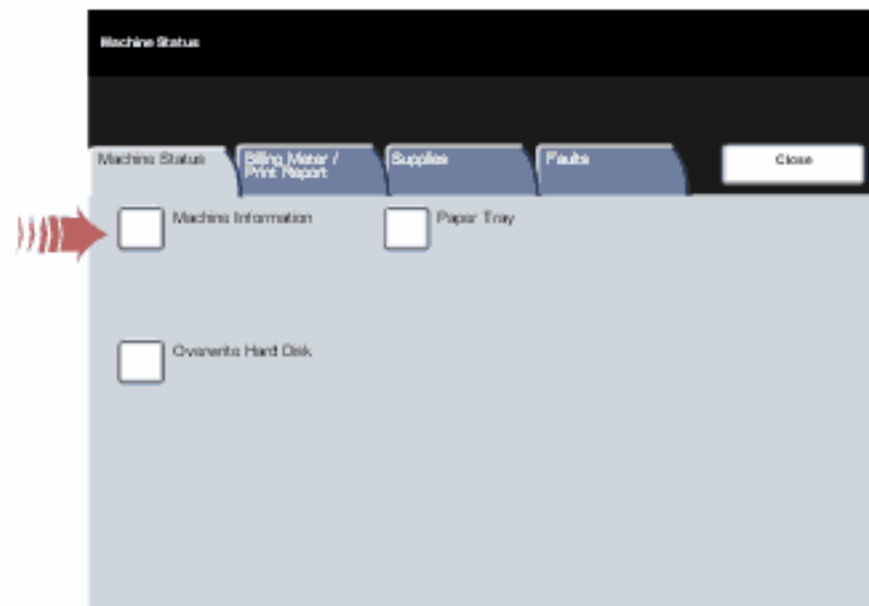 Machine Status
Machine Status
Billing Meter /
Print Report
Supplies
Faults
Close
Machine Information
Paper Tray
Overwrite Hard Disk